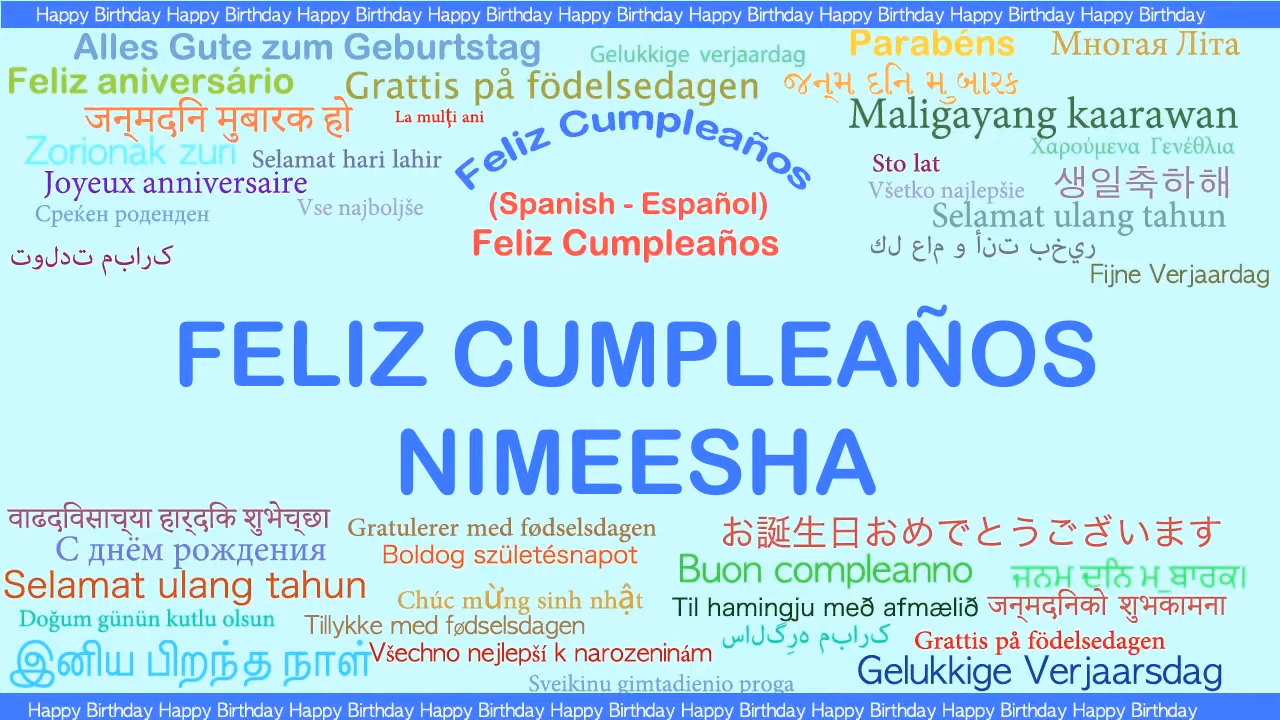 Happy Birthday Happy Birthday Happy Birthday Happy Birthday Happy Birthday Happy Birthday Happy Birthday Happy Birthday Happy Birthday
Alles Gute zum Geburtstag
Gelukkige verjaardag
Parabéns
Многая Літа
Feliz aniversário
Grattis på födelsedagen
જન્મ દિન મુબારક
जन्मदिन मुबारक हो
La mulţi ani
Feliz Cumpleaños
Maligayang kaarawan
Zorionak zuri
Selamat hari lahir
Sto lat
Χαρούμενα Γενέθλια
Joyeux anniversaire
Všetko najlepšie
생일축하해
Среќен роденден
Vse najboljše
(Spanish - Español)
Selamat ulang tahun
Feliz Cumpleaños
تولدت مبارک
كل عام و أنت بخير
Fijne Verjaardag
FELIZ CUMPLEAÑOS
NIMEESHA
वाढदिवसाच्या हार्दिक शुभेच्छा
Gratulerer med fødselsdagen
お誕生日おめでとうございます
С днём рождения
Boldog születésnapot
Buon compleanno
ਜਨਮ ਦਿਨ ਮੁਬਾਰਕ।
Selamat ulang tahun
Chúc mừng sinh nhật
Til hamingju með afmælið
जन्मदिनको शुभकामना
Doğum günün kutlu olsun
Tillykke med fødselsdagen
سالگرہ مبارک
Grattis på födelsedagen
இனிய பிறந்த நாள்
Všechno nejlepší k narozeninám
Gelukkige Verjaarsdag
Sveikinu gimtadienio proga
Happy Birthday Happy Birthday Happy Birthday Happy Birthday Happy Birthday Happy Birthday Happy Birthday Happy Birthday Happy Birthday